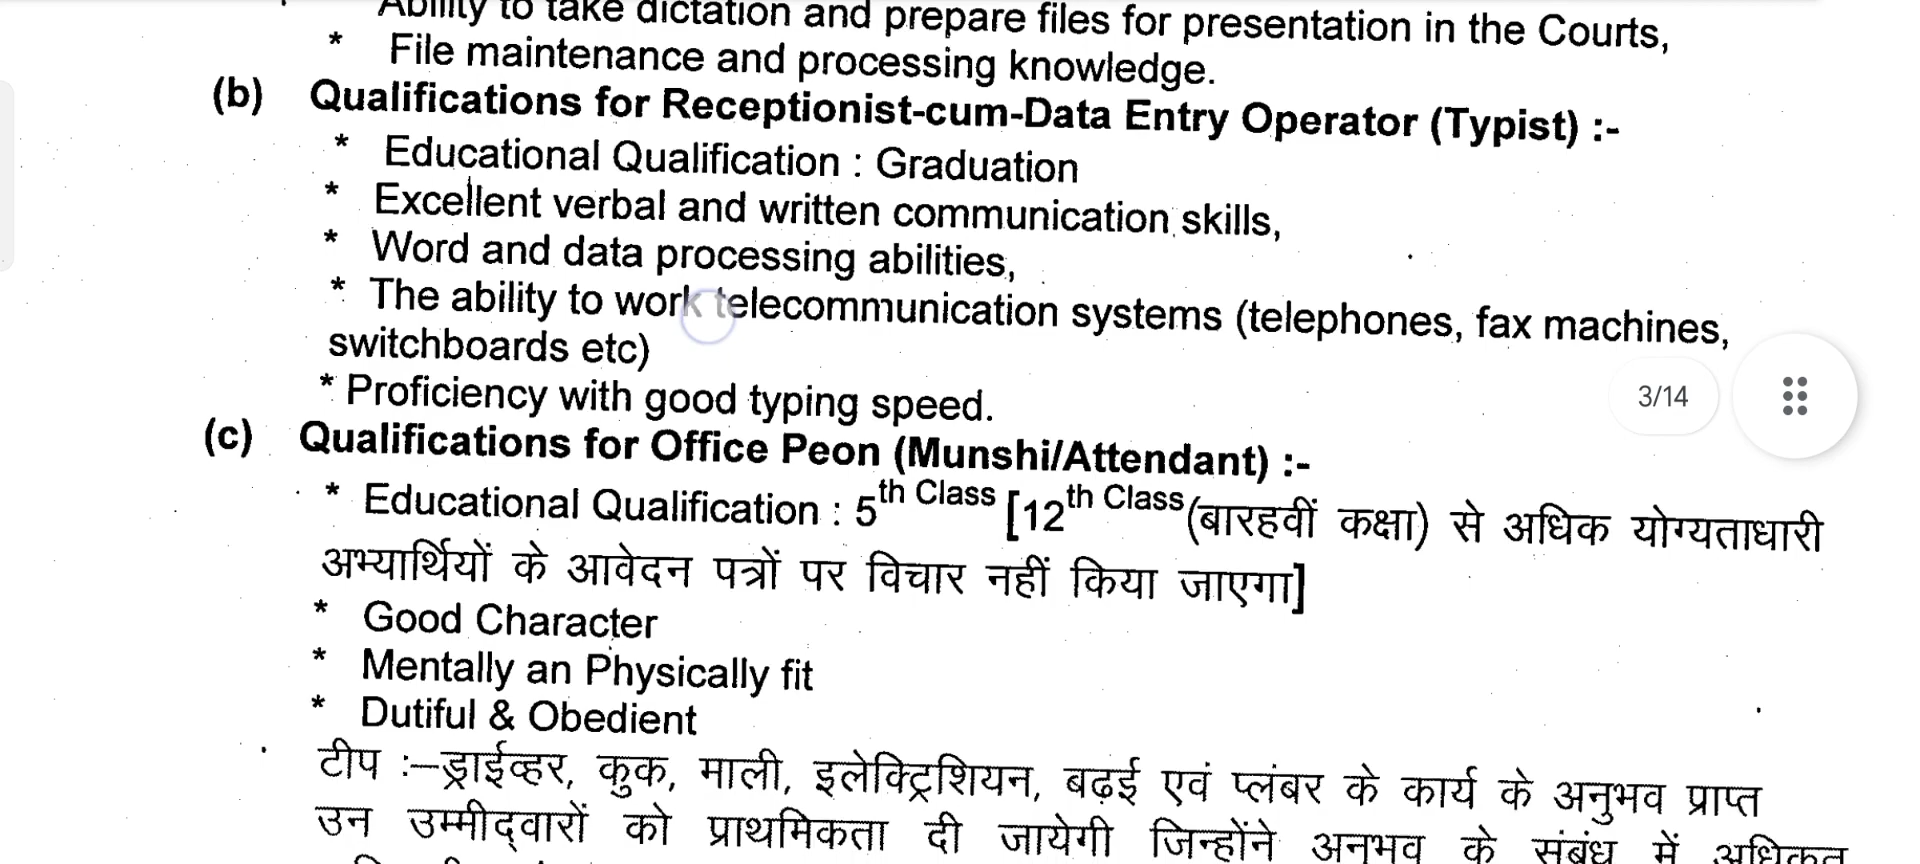 Ability to take dictation and prepare files for presentation in the Courts,
* File maintenance and processing knowledge.
(b) Qualifications for Receptionist-cum-Data Entry Operator (Typist) :-
* Educational Qualification : Graduation
* Excellent verbal and written communication skills,
* Word and data processing abilities,
* The ability to work telecommunication systems (telephones, fax machines,
switchboards etc)
* Proficiency with good typing speed.
3/14
(c) Qualifications for Office Peon (Munshi/Attendant) :-
* Educational Qualification : 5th Class [12th Class (बारहवीं कक्षा) से अधिक योग्यताधारी
अभ्यार्थियों के आवेदन पत्रों पर विचार नहीं किया जाएगा]
* Good Character
* Mentally an Physically fit
* Dutiful & Obedient
टीप :–ड्राईव्हर, कुक, माली, इलेक्ट्रिशियन, बढ़ई एवं प्लंबर के कार्य के अनुभव प्राप्त
उन उम्मीद्वारों को प्राथमिकता दी जायेगी जिन्होंने अनुभव के संबंध में